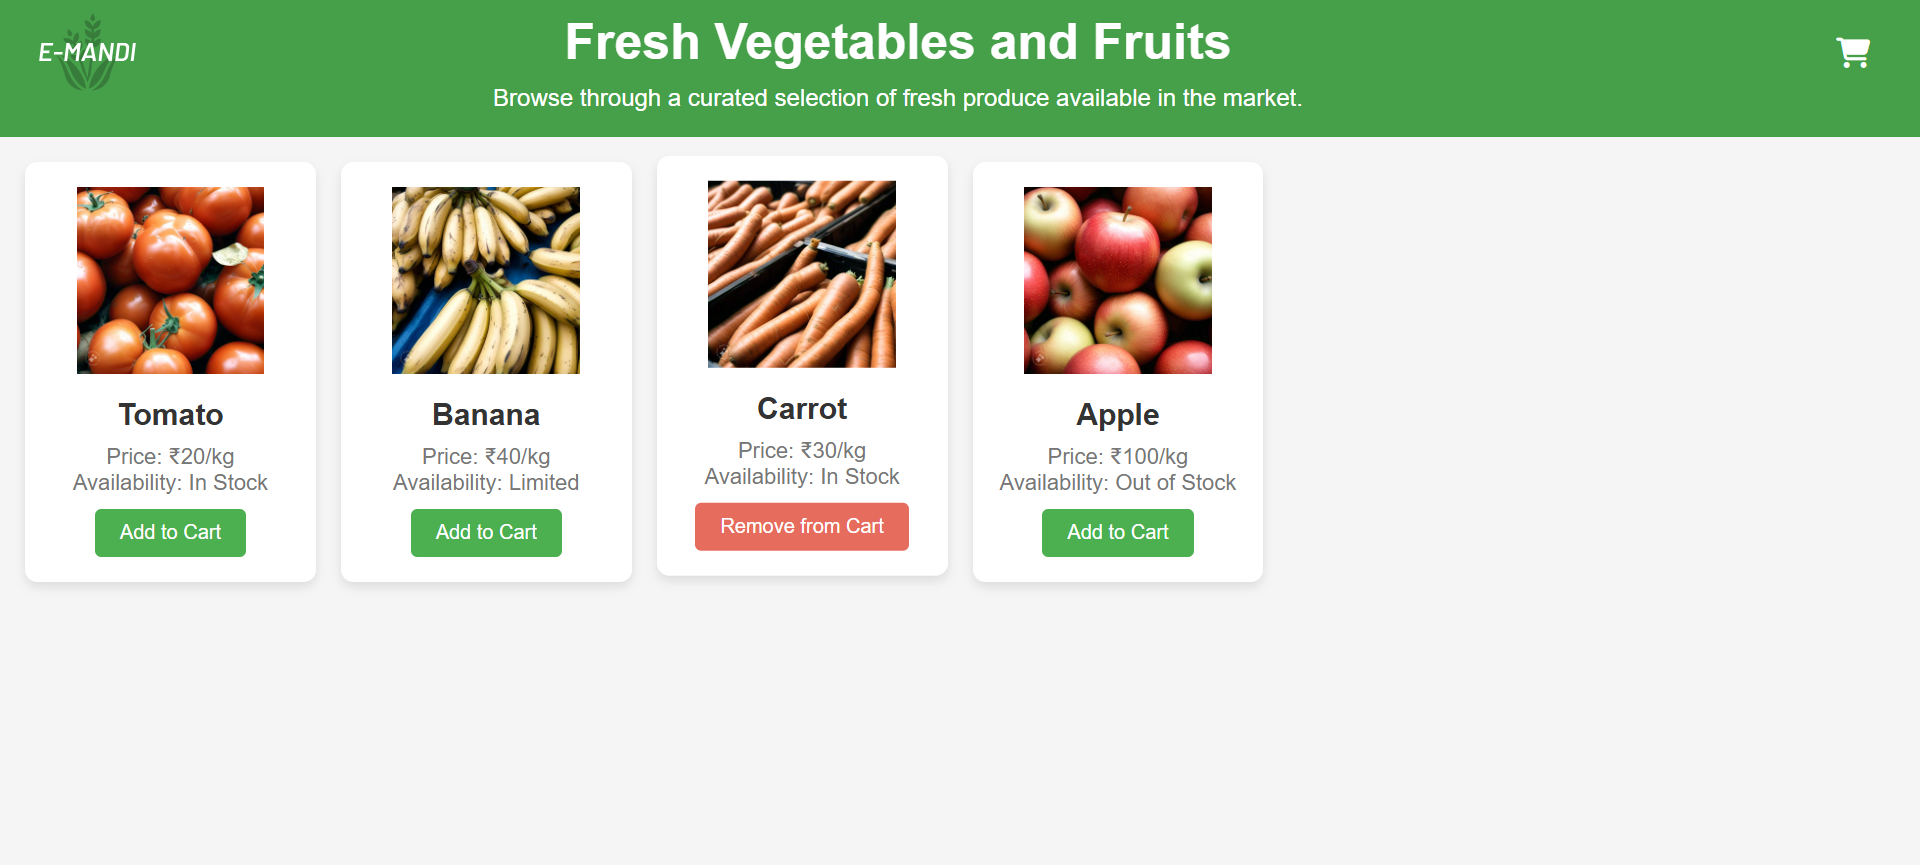 E-MANDI
Fresh Vegetables and Fruits
Browse through a curated selection of fresh produce available in the market.
Tomato
Price: ₹20/kg
Availability: In Stock
Add to Cart
Banana
Price: ₹40/kg
Availability: Limited
Add to Cart
Carrot
Price: ₹30/kg
Availability: In Stock
Remove from Cart
Apple
Price: ₹100/kg
Availability: Out of Stock
Add to Cart